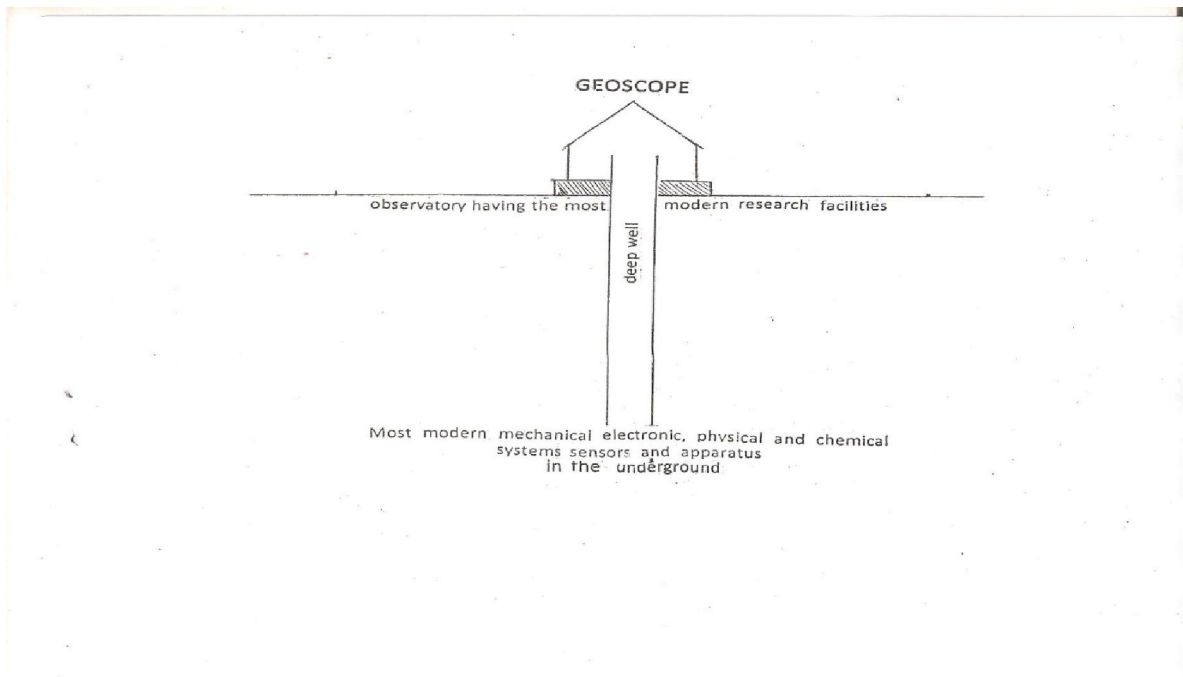 GEOSCOPE
observatory having the most modern research facilities
deep well
Most modern mechanical electronic, physical and chemical
systems sensors and apparatus
in the underground